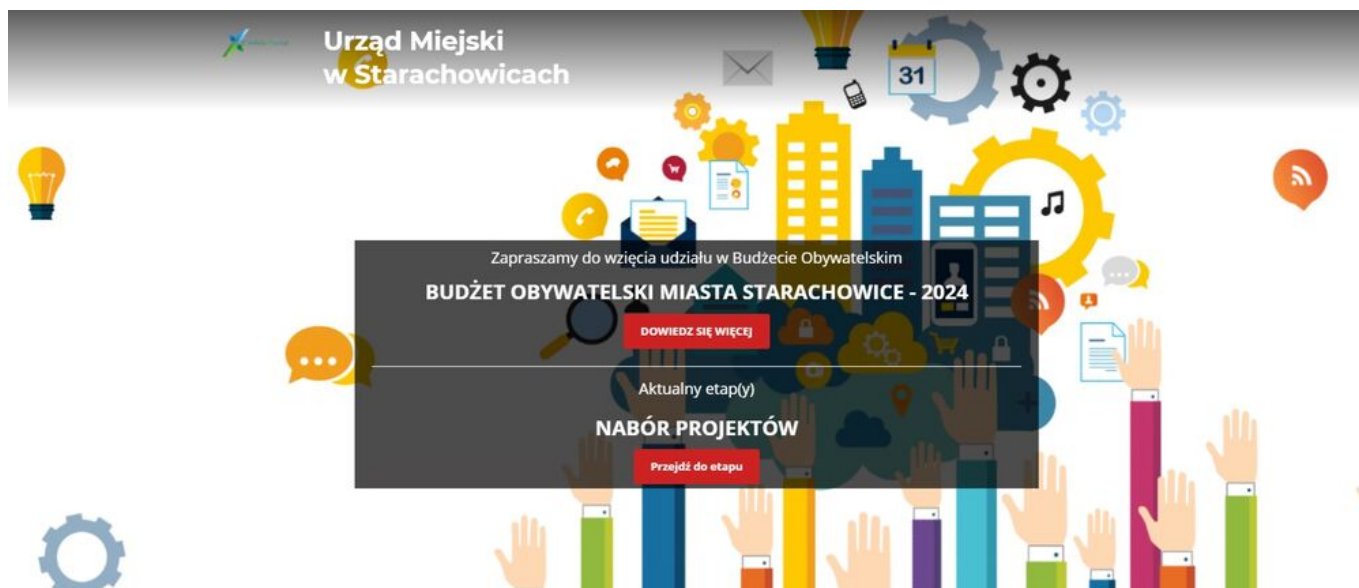 Urząd Miejski
w Starachowicach
31
Zapraszamy do wzięcia udziału w Budżecie Obywatelskim
BUDŻET OBYWATELSKI MIASTA STARACHOWICE - 2024
DOWIEDZ SIĘ WIĘCEJ
Aktualny etap(y)
NABÓR PROJEKTÓW
Przejdź do etapu